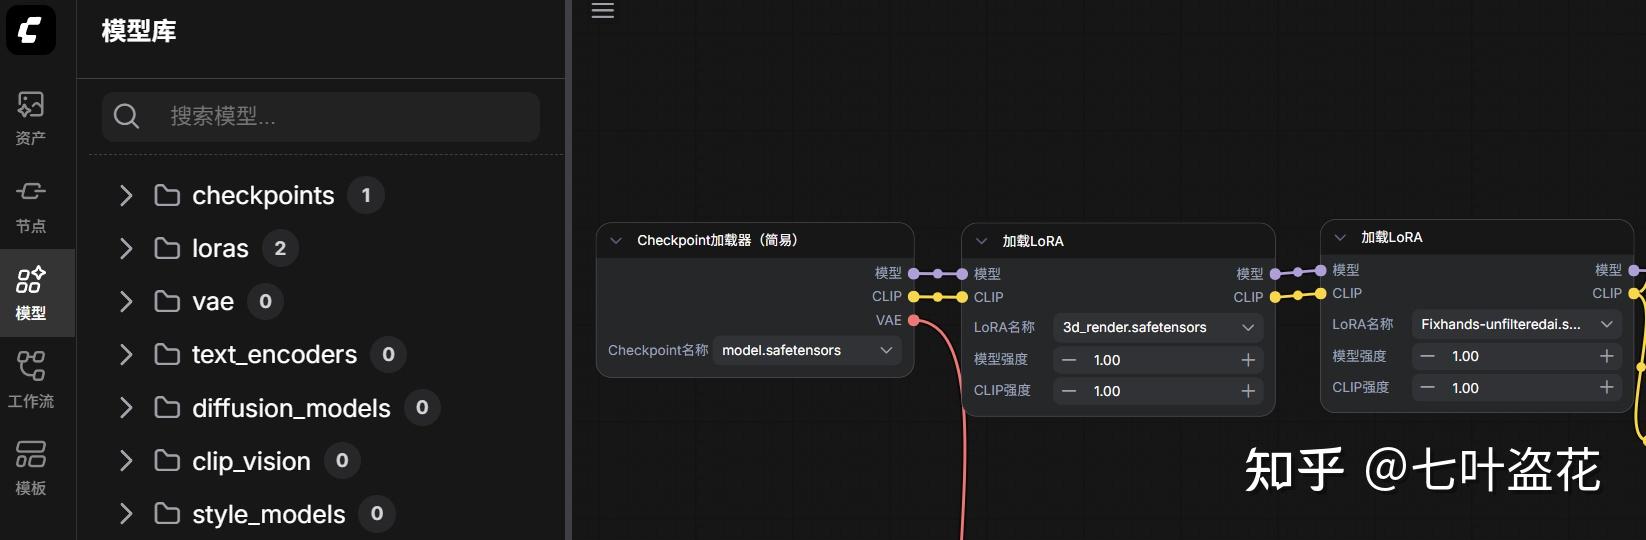 模型库
搜索模型...
资产
节点
模型
工作流
模板
checkpoints 1
loras 2
vae 0
text_encoders 0
diffusion_models 0
clip_vision 0
style_models 0
Checkpoint加载器（简易）
模型
CLIP
VAE
Checkpoint名称 model.safetensors
加载LoRA
模型 模型
CLIP CLIP
LoRA名称 3d_render.safetensors
模型强度 1.00
CLIP强度 1.00
加载LoRA
模型 模型
CLIP CLIP
LoRA名称 Fixhands-unfilteredai.s...
模型强度 1.00
CLIP强度 1.00
知乎 @七叶盗花